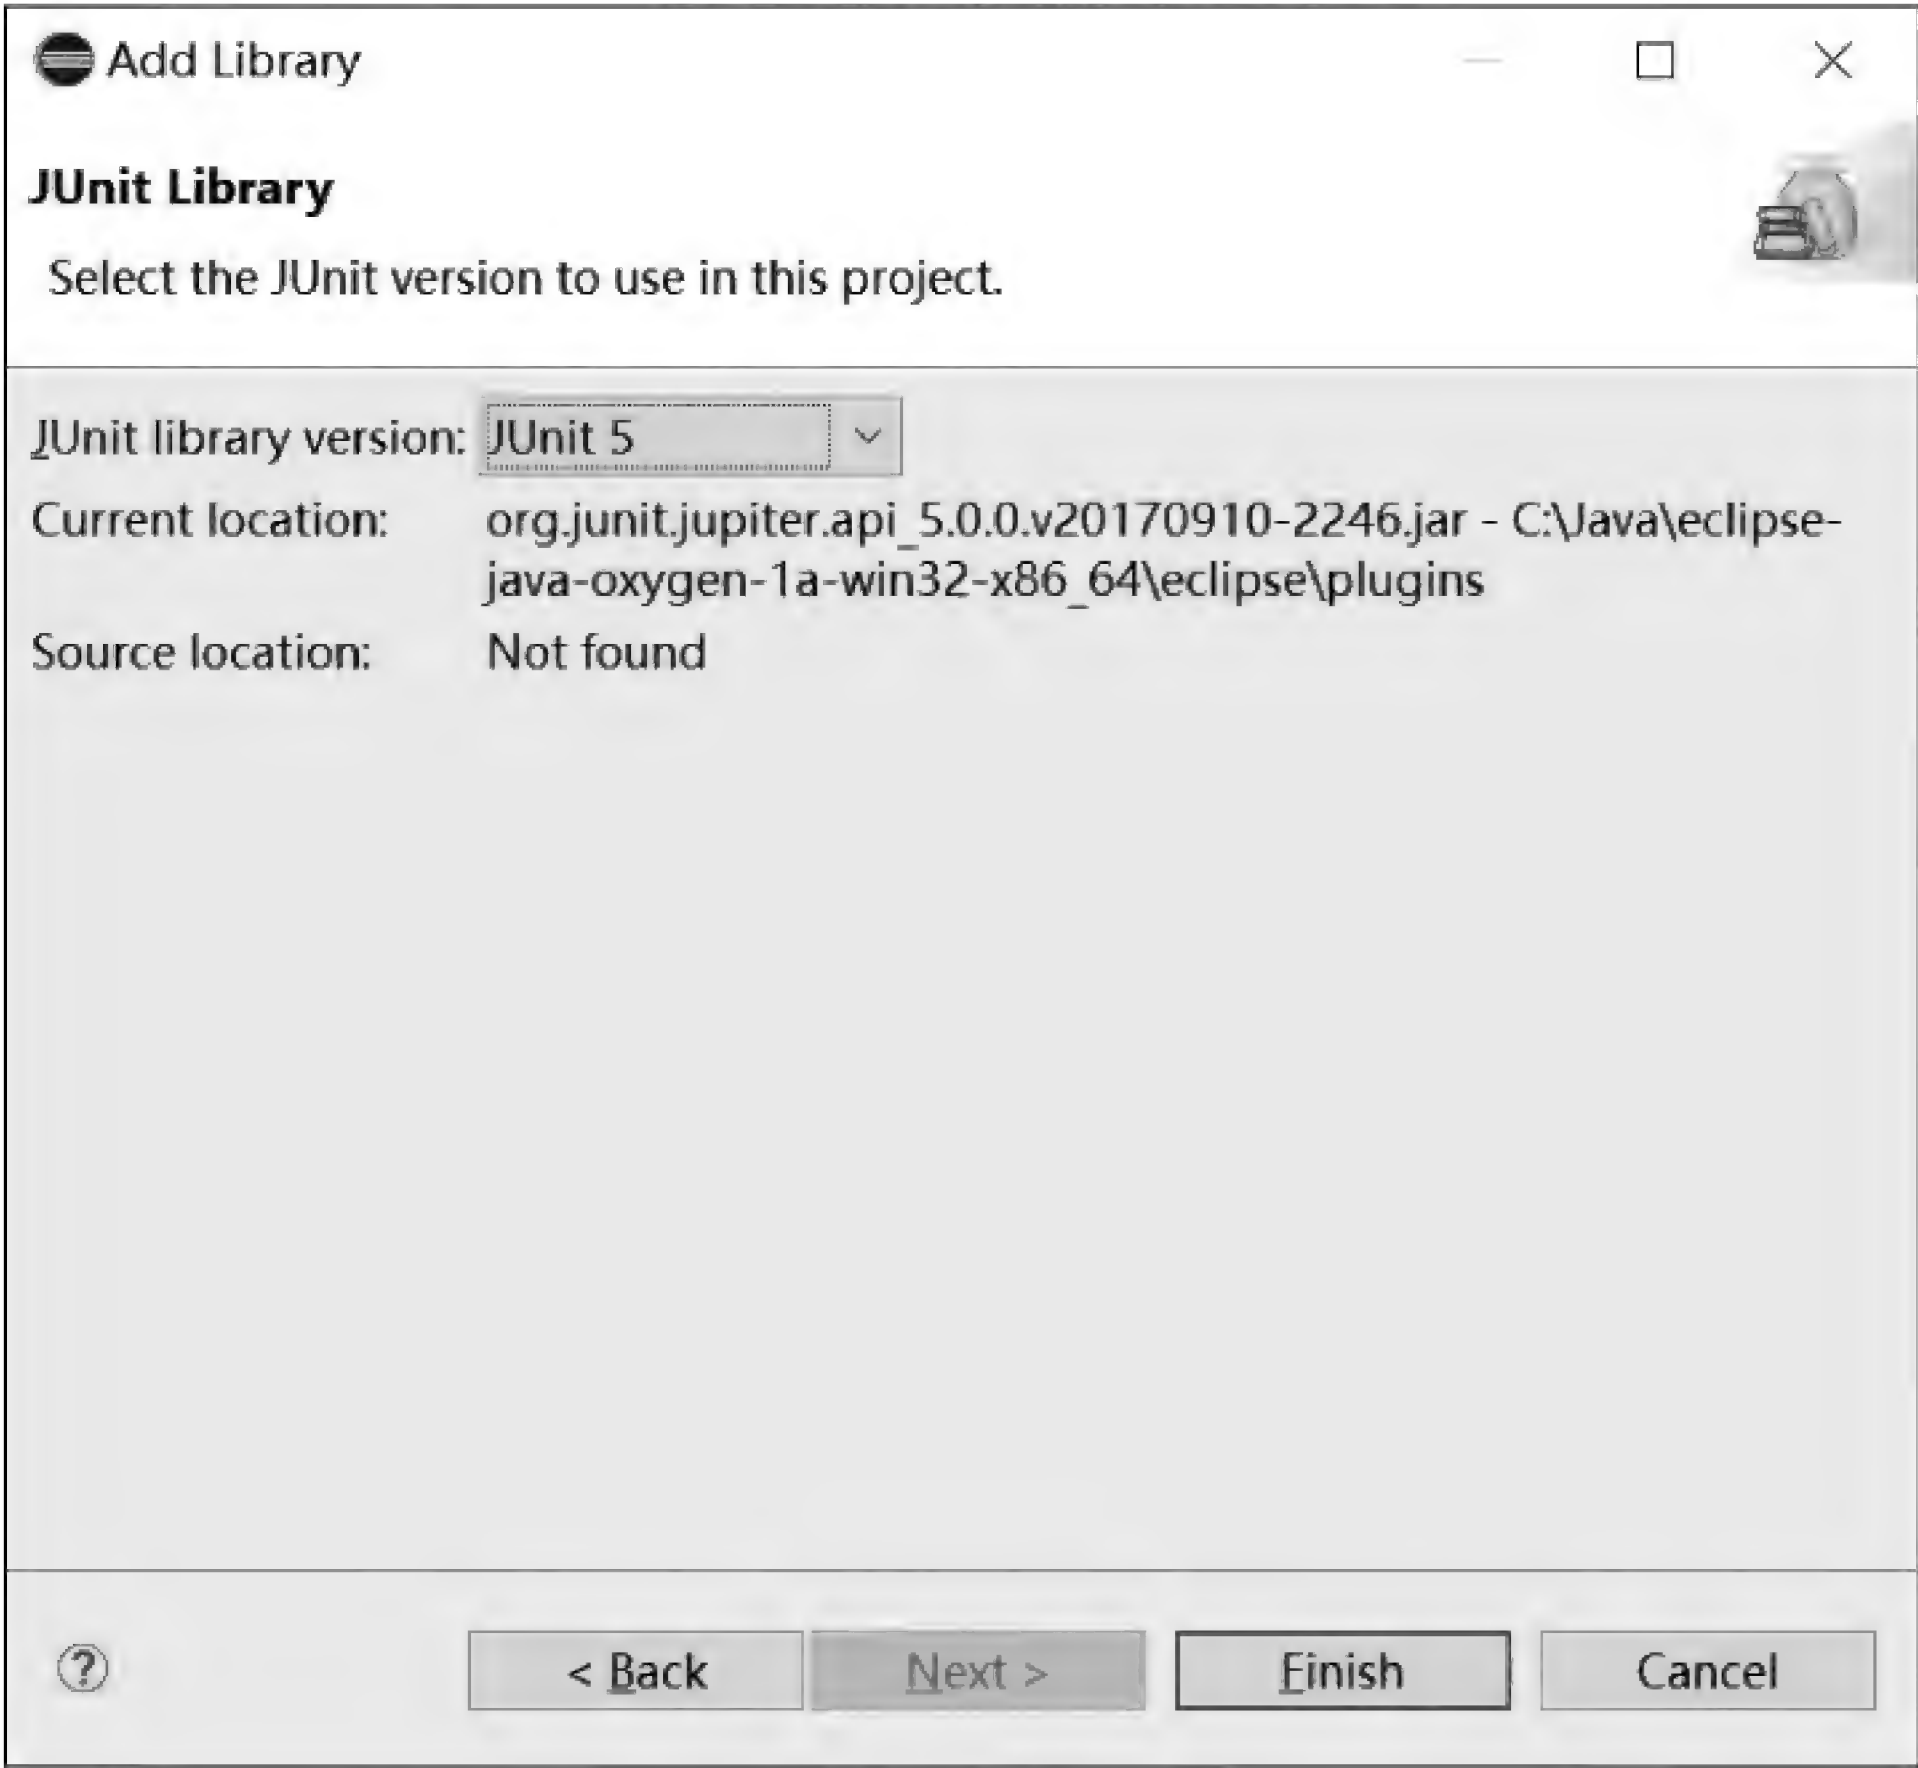 Add Library
JUnit Library
Select the JUnit version to use in this project.
JUnit library version: JUnit 5
Current location: org.junit.jupiter.api_5.0.0.v20170910-2246.jar - C:\Java\eclipse-
java-oxygen-1a-win32-x86_64\eclipse\plugins
Source location: Not found
? < Back Next > Finish Cancel